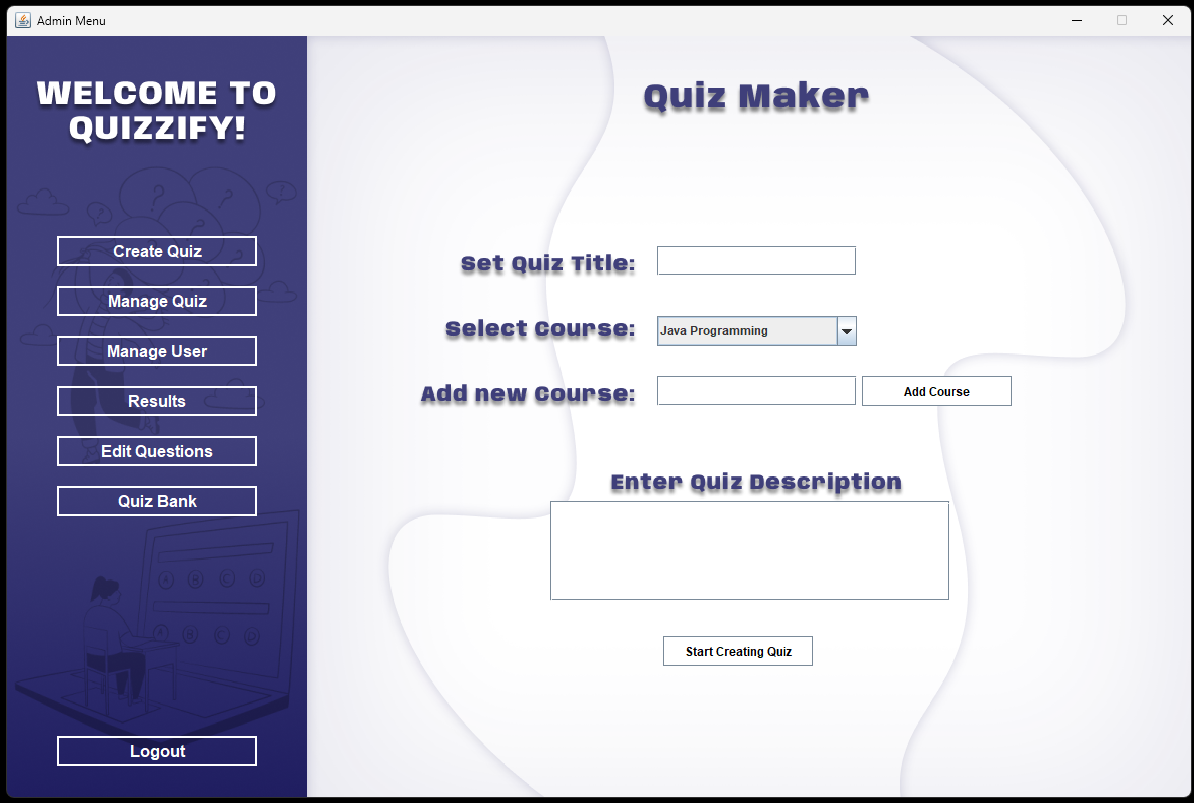 Admin Menu
WELCOME TO
QUIZZIFY!
Create Quiz
Manage Quiz
Manage User
Results
Edit Questions
Quiz Bank
A B C D
A B C D
Logout
Quiz Maker
Set Quiz Title:
Select Course:
Java Programming
Add new Course:
Add Course
Enter Quiz Description
Start Creating Quiz